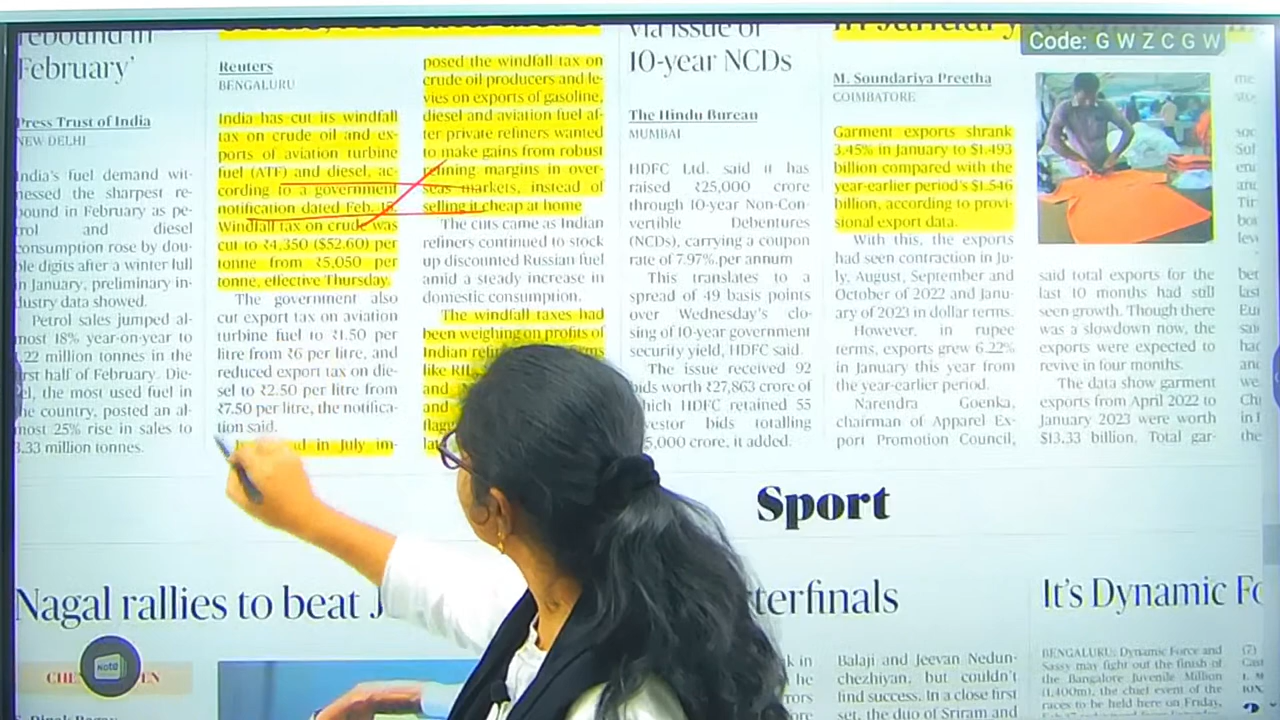 rebound in
February'
Press Trust of India
NEW DELHI
India's fuel demand wit-
nessed the sharpest re-
bound in February as pe-
trol and diesel
consumption rose by dou-
ble digits after a winter lull
in January, preliminary in-
dustry data showed.
Petrol sales jumped al-
most 18% year-on-year to
.22 million tonnes in the
first half of February. Die-
sel, the most used fuel in
the country, posted an al-
most 25% rise in sales to
3.33 million tonnes.
Reuters
BENGALURU
India has cut its windfall
tax on crude oil and ex-
ports of aviation turbine
fuel (ATF) and diesel, ac-
cording to a government
notification dated Feb. 15.
Windfall tax on crude was
cut to ₹4,350 ($52.60) per
tonne from ₹5,050 per
tonne, effective Thursday.
The government also
cut export tax on aviation
turbine fuel to ₹1.50 per
litre from ₹6 per litre, and
reduced export tax on die-
sel to ₹2.50 per litre from
₹7.50 per litre, the notifica-
tion said.
in July im-
posed the windfall tax on
crude oil producers and le-
vies on exports of gasoline,
diesel and aviation fuel af-
ter private refiners wanted
to make gains from robust
refining margins in over-
seas markets, instead of
selling it cheap at home
The cuts came as Indian
refiners continued to stock
up discounted Russian fuel
amid a steady increase in
domestic consumption.
The windfall taxes had
been weighing on profits of
Indian
like RIL
and
and
via issue of
10-year NCDs
The Hindu Bureau
MUMBAI
HDFC Ltd. said it has
raised ₹25,000 crore
through 10-year Non-Con-
vertible Debentures
(NCDs), carrying a coupon
rate of 7.97% per annum
This translates to a
spread of 49 basis points
over Wednesday's clo-
sing of 10-year government
security yield, HDFC said.
The issue received 92
bids worth ₹27,863 crore of
which HDFC retained 55
investor bids totalling
5,000 crore, it added.
in January
Code: G W Z C G W
M. Soundariya Preetha
COIMBATORE
Garment exports shrank
3.45% in January to $1.493
billion compared with the
year-earlier period's $1.546
billion, according to provi-
sional export data.
With this, the exports
had seen contraction in Ju-
ly, August, September and
October of 2022 and Janu-
ary of 2023 in dollar terms.
However, in rupee
terms, exports grew 6.22%
in January this year from
the year-earlier period.
Narendra Goenka,
chairman of Apparel Ex-
port Promotion Council,
said total exports for the
last 10 months had still
seen growth. Though there
was a slowdown now, the
exports were expected to
revive in four months.
The data show garment
exports from April 2022 to
January 2023 were worth
$13.33 billion. Total gar-
Sport
Nagal rallies to beat J
terfinals
It's Dynamic Fo
Note
CHE
EN
Balaji and Jeevan Nedun-
chezhiyan, but couldn't
find success. In a close first
set, the duo of Sriram and
BENGALURU: Dynamic Force and
Sassy may fight out the finish of
the Bangalore Juvenile Million
(1,400m), the chief event of the
races to be held here on Friday,